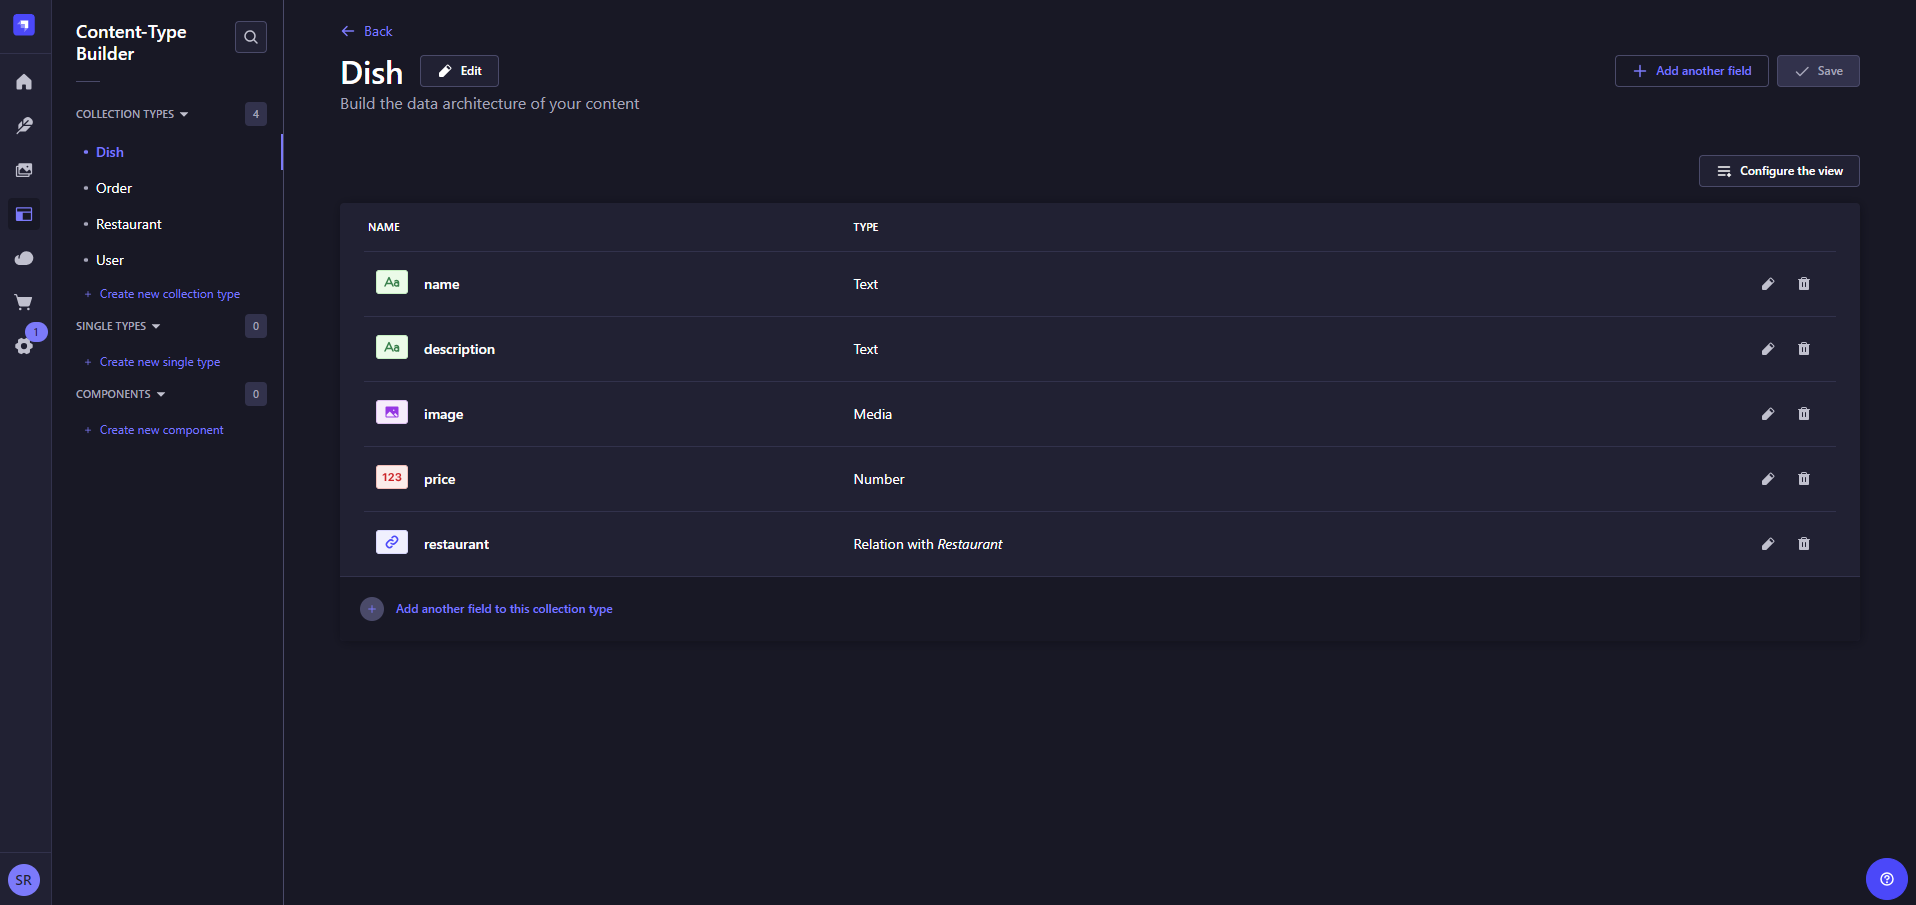 Content-Type
Builder
COLLECTION TYPES
4
Dish
Order
Restaurant
User
+ Create new collection type
SINGLE TYPES
0
+ Create new single type
COMPONENTS
0
+ Create new component
1
SR
Back
Dish
Edit
Build the data architecture of your content
Add another field
Save
Configure the view
NAME TYPE
Aa name Text
Aa description Text
image Media
123 price Number
restaurant Relation with Restaurant
Add another field to this collection type